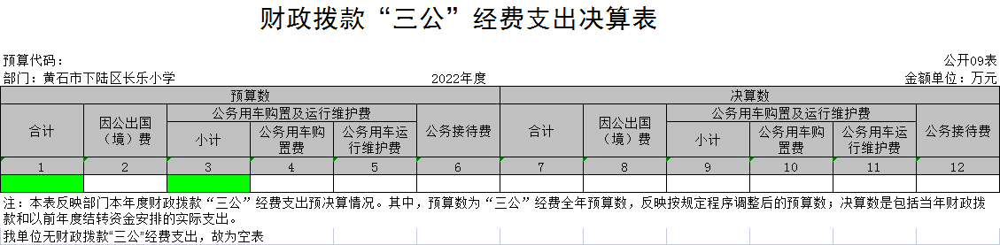 财政拨款“三公”经费支出决算表
预算代码：
公开09表
部门：黄石市下陆区长乐小学
2022年度
金额单位：万元
预算数
决算数
合计
因公出国（境）费
公务用车购置及运行维护费
公务接待费
合计
因公出国（境）费
公务用车购置及运行维护费
公务接待费
小计
公务用车购置费
公务用车运行维护费
小计
公务用车购置费
公务用车运行维护费
1 2 3 4 5 6 7 8 9 10 11 12
注：本表反映部门本年度财政拨款“三公”经费支出预决算情况。其中，预算数为“三公”经费全年预算数，反映按规定程序调整后的预算数；决算数是包括当年财政拨
款和以前年度结转资金安排的实际支出。
我单位无财政拨款“三公”经费支出，故为空表